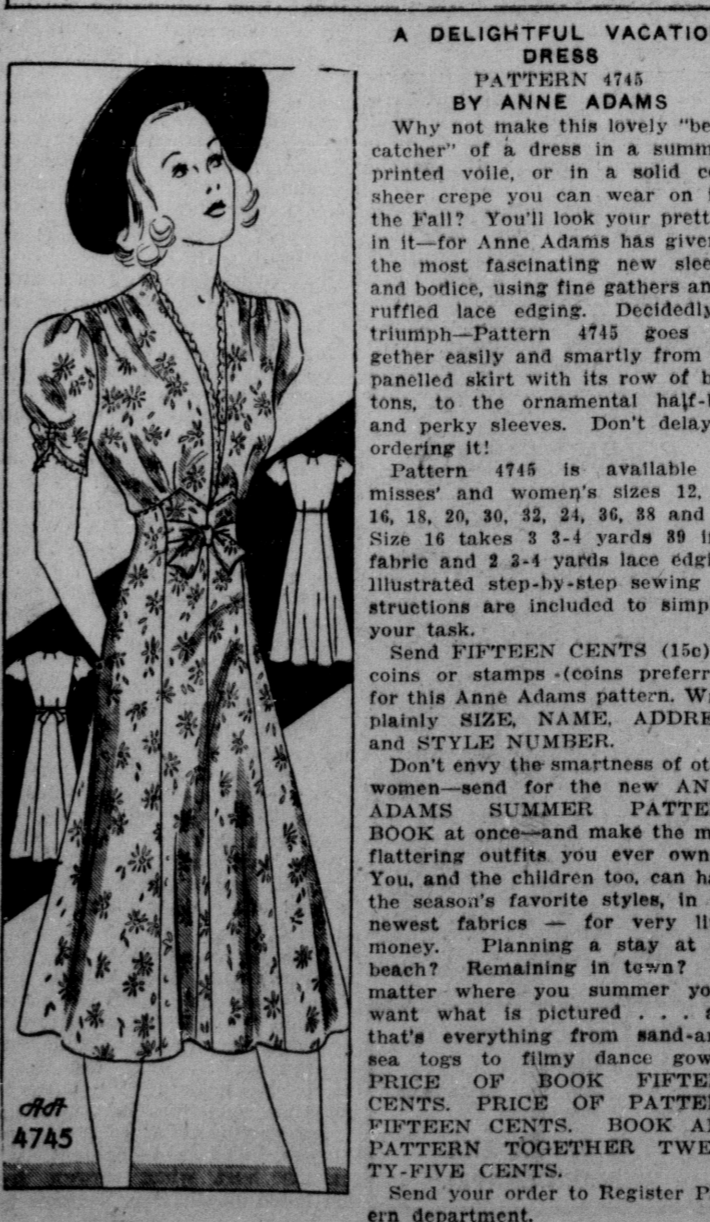 A DELIGHTFUL VACATIO
DRESS
PATTERN 4745
BY ANNE ADAMS
Why not make this lovely "be
catcher" of a dress in a summ
printed voile, or in a solid c
sheer crepe you can wear on
the Fall? You'll look your prett
in it—for Anne Adams has give
the most fascinating new slee
and bodice, using fine gathers an
ruffled lace edging. Decidedly
triumph—Pattern 4745 goes
gether easily and smartly from
panelled skirt with its row of b
tons, to the ornamental half-
and perky sleeves. Don't delay
ordering it!
Pattern 4745 is available
misses' and women's sizes 12,
16, 18, 20, 30, 32, 24, 36, 38 and
Size 16 takes 3 3-4 yards 39 i
fabric and 2 3-4 yards lace edgi
Illustrated step-by-step sewing
structions are included to simp
your task.
Send FIFTEEN CENTS (15c)
coins or stamps (coins preferr
for this Anne Adams pattern. W
plainly SIZE, NAME, ADDRE
and STYLE NUMBER.
Don't envy the smartness of ot
women—send for the new AN
ADAMS SUMMER PATTE
BOOK at once—and make the m
flattering outfits you ever own
You, and the children too, can h
the season's favorite styles, in
newest fabrics — for very li
money. Planning a stay at
beach? Remaining in town?
matter where you summer yo
want what is pictured . . .
that's everything from sand-a
sea togs to filmy dance gow
PRICE OF BOOK FIFTE
CENTS. PRICE OF PATTE
FIFTEEN CENTS. BOOK A
PATTERN TOGETHER TWE
TY-FIVE CENTS.
Send your order to Register P
ern department.
AA
4745